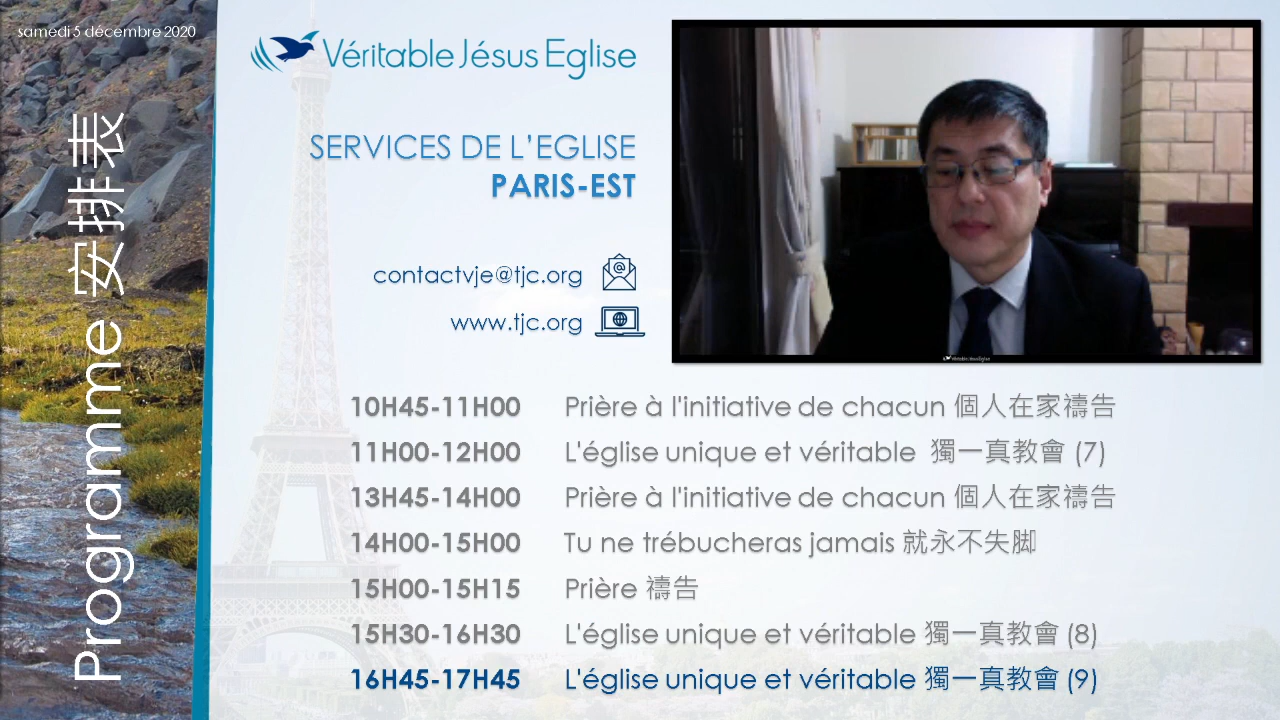 samedi 5 décembre 2020
Programme 安排表
Véritable Jésus Eglise
SERVICES DE L’EGLISE
PARIS-EST
contactvje@tjc.org
www.tjc.org
Véritable Jésus Eglise
10H45-11H00 Prière à l'initiative de chacun 個人在家禱告
11H00-12H00 L'église unique et véritable 獨一真教會 (7)
13H45-14H00 Prière à l'initiative de chacun 個人在家禱告
14H00-15H00 Tu ne trébucheras jamais 就永不失脚
15H00-15H15 Prière 禱告
15H30-16H30 L'église unique et véritable 獨一真教會 (8)
16H45-17H45 L'église unique et véritable 獨一真教會 (9)